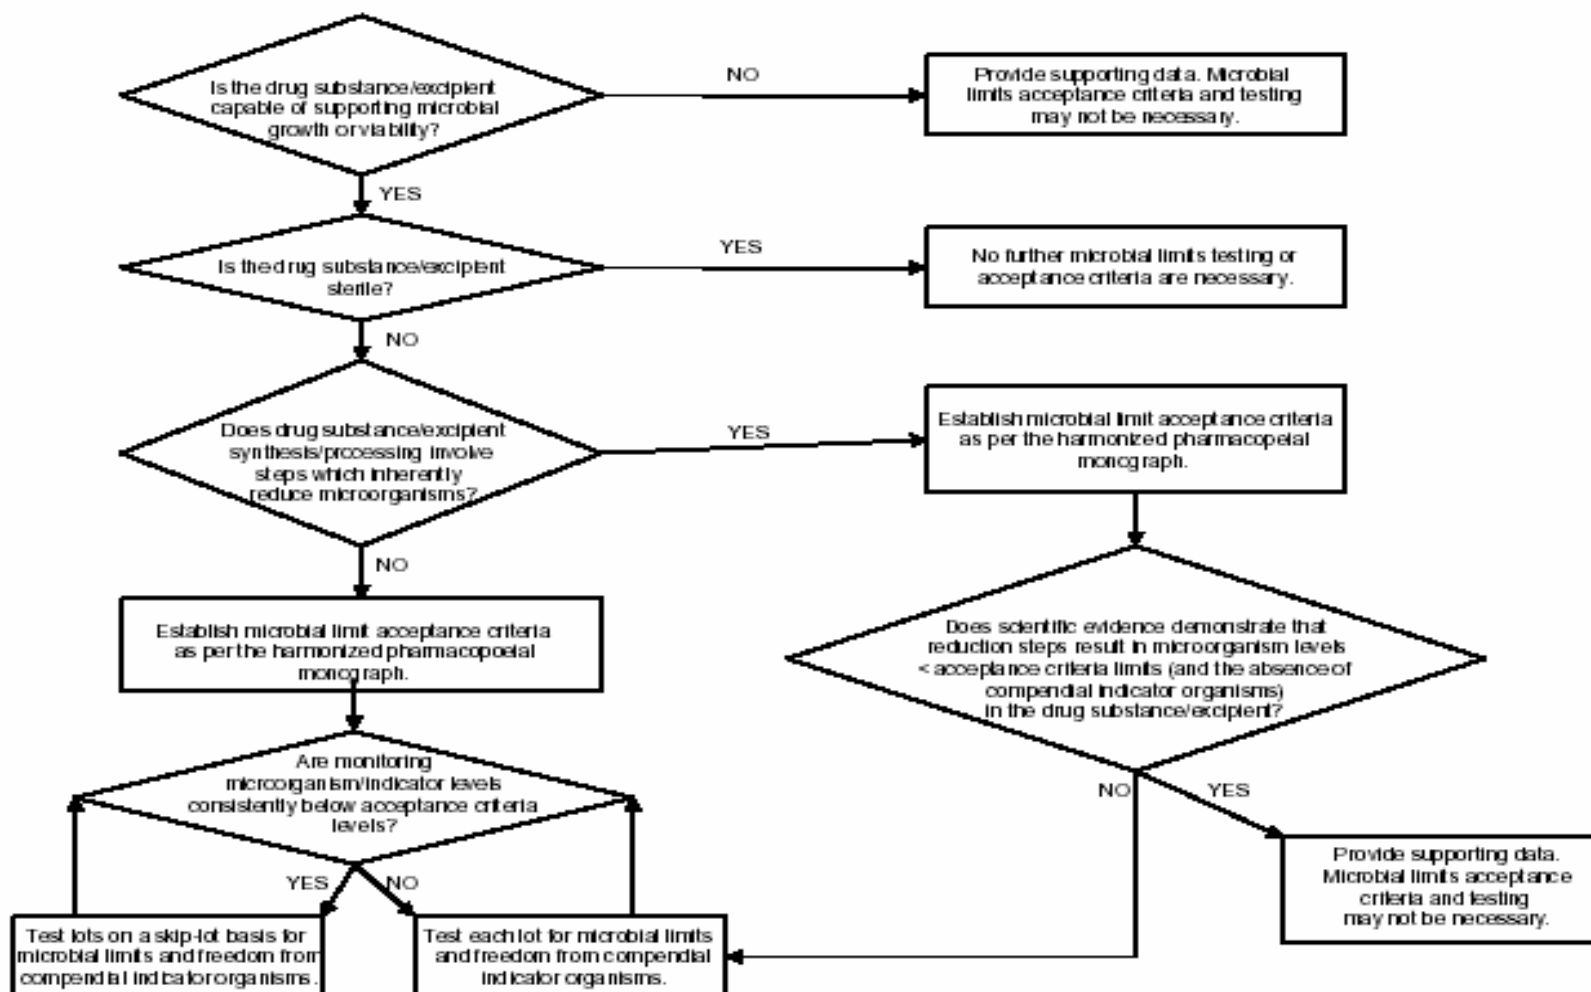 Is the drug substance/excipient
capable of supporting microbial
growth or viability?
NO
Provide supporting data. Microbial
limits acceptance criteria and testing
may not be necessary.
YES
Is the drug substance/excipient
sterile?
YES
No further microbial limits testing or
acceptance criteria are necessary.
NO
Does drug substance/excipient
synthesis/processing involve
steps which inherently
reduce microorganisms?
YES
Establish microbial limit acceptance criteria
as per the harmonized pharmacopeial
monograph.
NO
Establish microbial limit acceptance criteria
as per the harmonized pharmacopoeial
monograph.
Does scientific evidence demonstrate that
reduction steps result in microorganism levels
< acceptance criteria limits (and the absence of
compendial indicator organisms)
in the drug substance/excipient?
Are monitoring
microorganism/indicator levels
consistently below acceptance criteria
levels?
NO
YES
YES
NO
Provide supporting data.
Microbial limits acceptance
criteria and testing
may not be necessary.
Test lots on a skip-lot basis for
microbial limits and freedom from
compendial indicator organisms.
Test each lot for microbial limits
and freedom from compendial
indicator organisms.